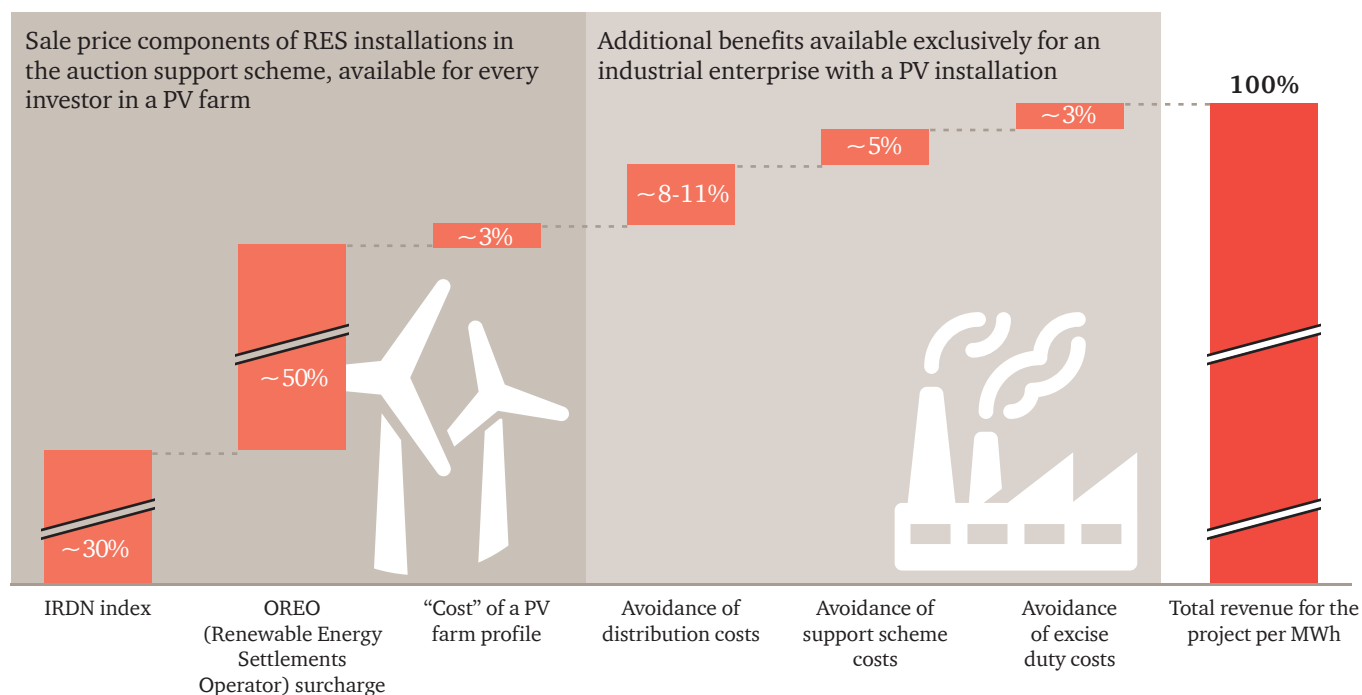 Sale price components of RES installations in
the auction support scheme, available for every
investor in a PV farm
Additional benefits available exclusively for an
industrial enterprise with a PV installation
100%
~3%
~5%
~8-11%
~3%
~50%
~30%
IRDN index
OREO
(Renewable Energy
Settlements
Operator) surcharge
“Cost” of a PV
farm profile
Avoidance of
distribution costs
Avoidance of
support scheme
costs
Avoidance
of excise
duty costs
Total revenue for the
project per MWh